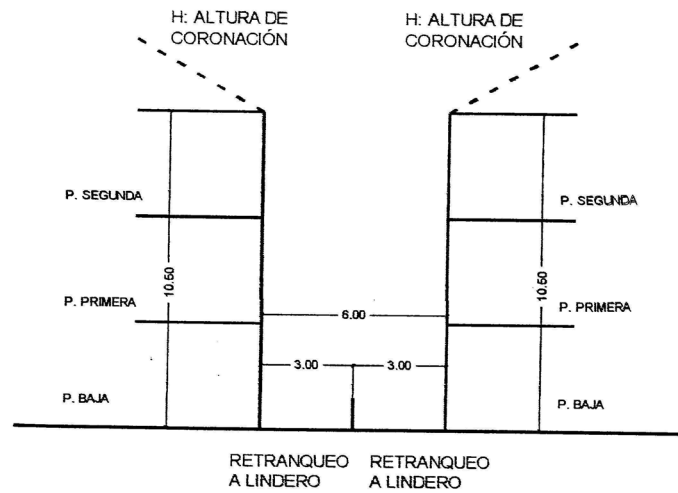 H: ALTURA DE
CORONACIÓN
H: ALTURA DE
CORONACIÓN
P. SEGUNDA
P. SEGUNDA
10.50
10.50
P. PRIMERA
P. PRIMERA
6.00
3.00
3.00
P. BAJA
P. BAJA
RETRANQUEO
A LINDERO
RETRANQUEO
A LINDERO